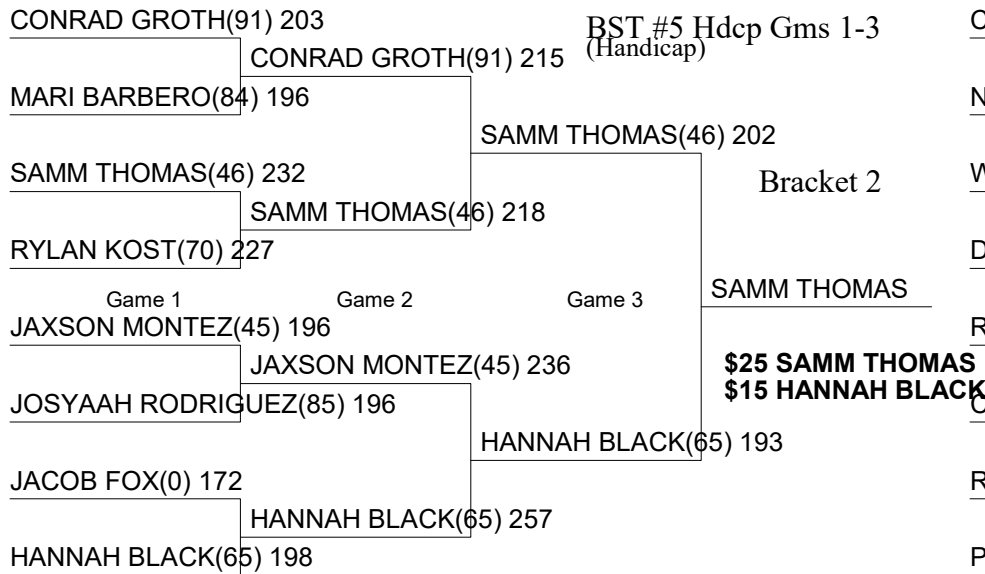 CONRAD GROTH(91) 203
BST #5 Hdcp Gms 1-3
(Handicap)
CONRAD GROTH(91) 215
MARI BARBERO(84) 196
SAMM THOMAS(46) 202
SAMM THOMAS(46) 232
Bracket 2
SAMM THOMAS(46) 218
RYLAN KOST(70) 227
Game 1
Game 2
Game 3
SAMM THOMAS
JAXSON MONTEZ(45) 196
JAXSON MONTEZ(45) 236
$25 SAMM THOMAS
$15 HANNAH BLACK
JOSYAAH RODRIGUEZ(85) 196
HANNAH BLACK(65) 193
JACOB FOX(0) 172
HANNAH BLACK(65) 257
HANNAH BLACK(65) 198